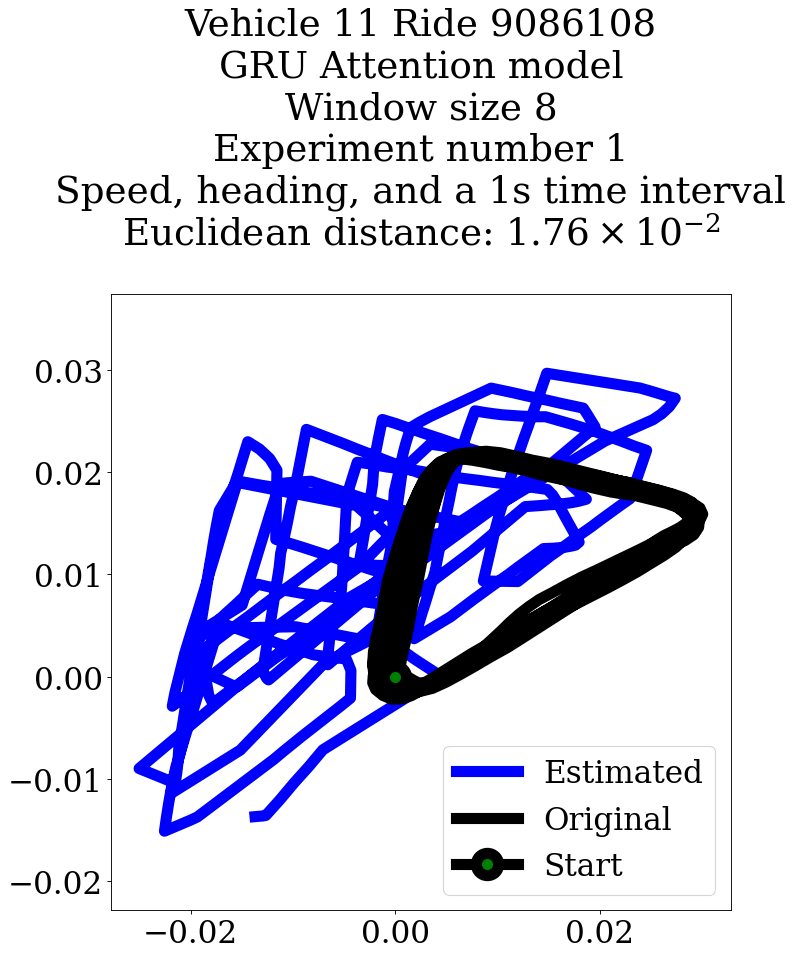 Vehicle 11 Ride 9086108
GRU Attention model
Window size 8
Experiment number 1
Speed, heading, and a 1s time interval
Euclidean distance: 1.76 × 10⁻²
0.03
0.02
0.01
0.00
−0.01
−0.02
−0.02 0.00 0.02
Estimated
Original
Start